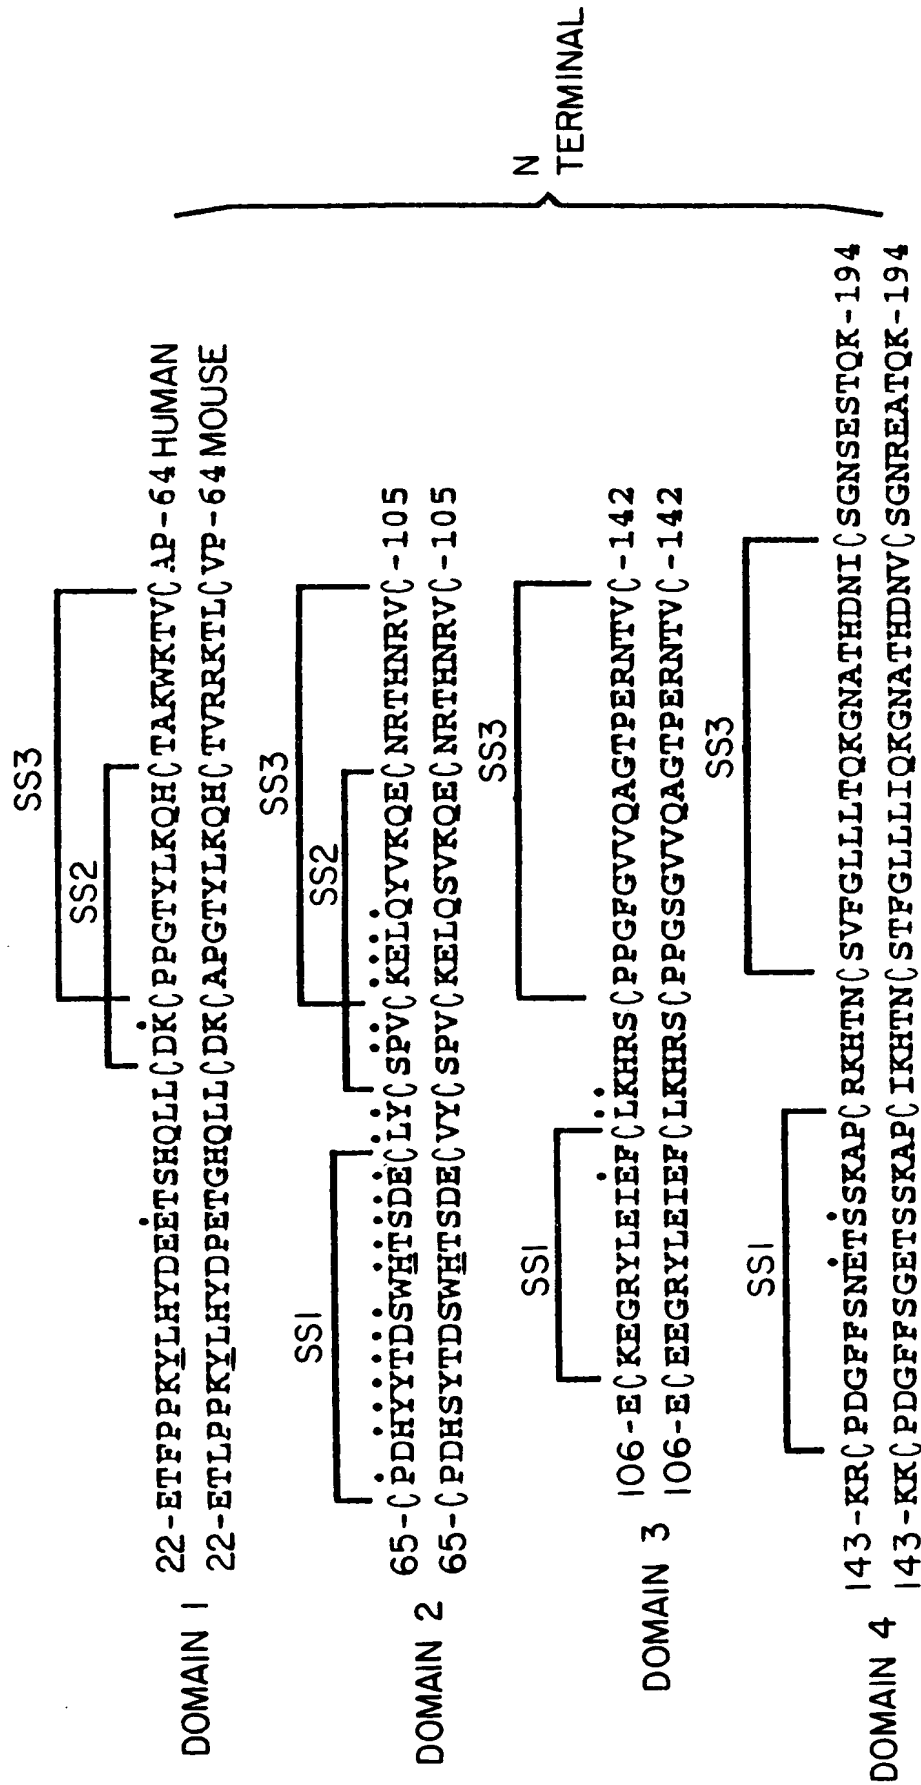 SS3
SS2
DOMAIN 1
22-ETFPPKYLHYDEETSHQLLCDKCPPGTYLKQHCTAKWKTVCAP-64 HUMAN
22-ETLPPKYLHYDPETGHQLLCDKCAPGTYLKQHCTVRRKTLCVP-64 MOUSE
SS3
SS1
SS2
DOMAIN 2
65-CPDHYYTDSWHTSDECLYCSPVCKELQYVKQECNRTHNRVC-105
65-CPDHSYTDSWHTSDECVYCSPVCKELQSVKQECNRTHNRVC-105
SS1
SS3
DOMAIN 3
106-ECKEGRYLEIEFCLKHRSCPPGFGVVQAGTPERNTVC-142
106-ECEEGRYLEIEFCLKHRSCPPGSGVVQAGTPERNTVC-142
SS1
SS3
DOMAIN 4
143-KRCPDGFFSNETSSKAPCRKHTNCSVFGLLLTQKGNATHDNICSGNSESTQK-194
143-KKCPDGFFSGETSSKAPCIKHTNCSTFGLLLIQKGNATHDNVCSGNREATQK-194
N
TERMINAL